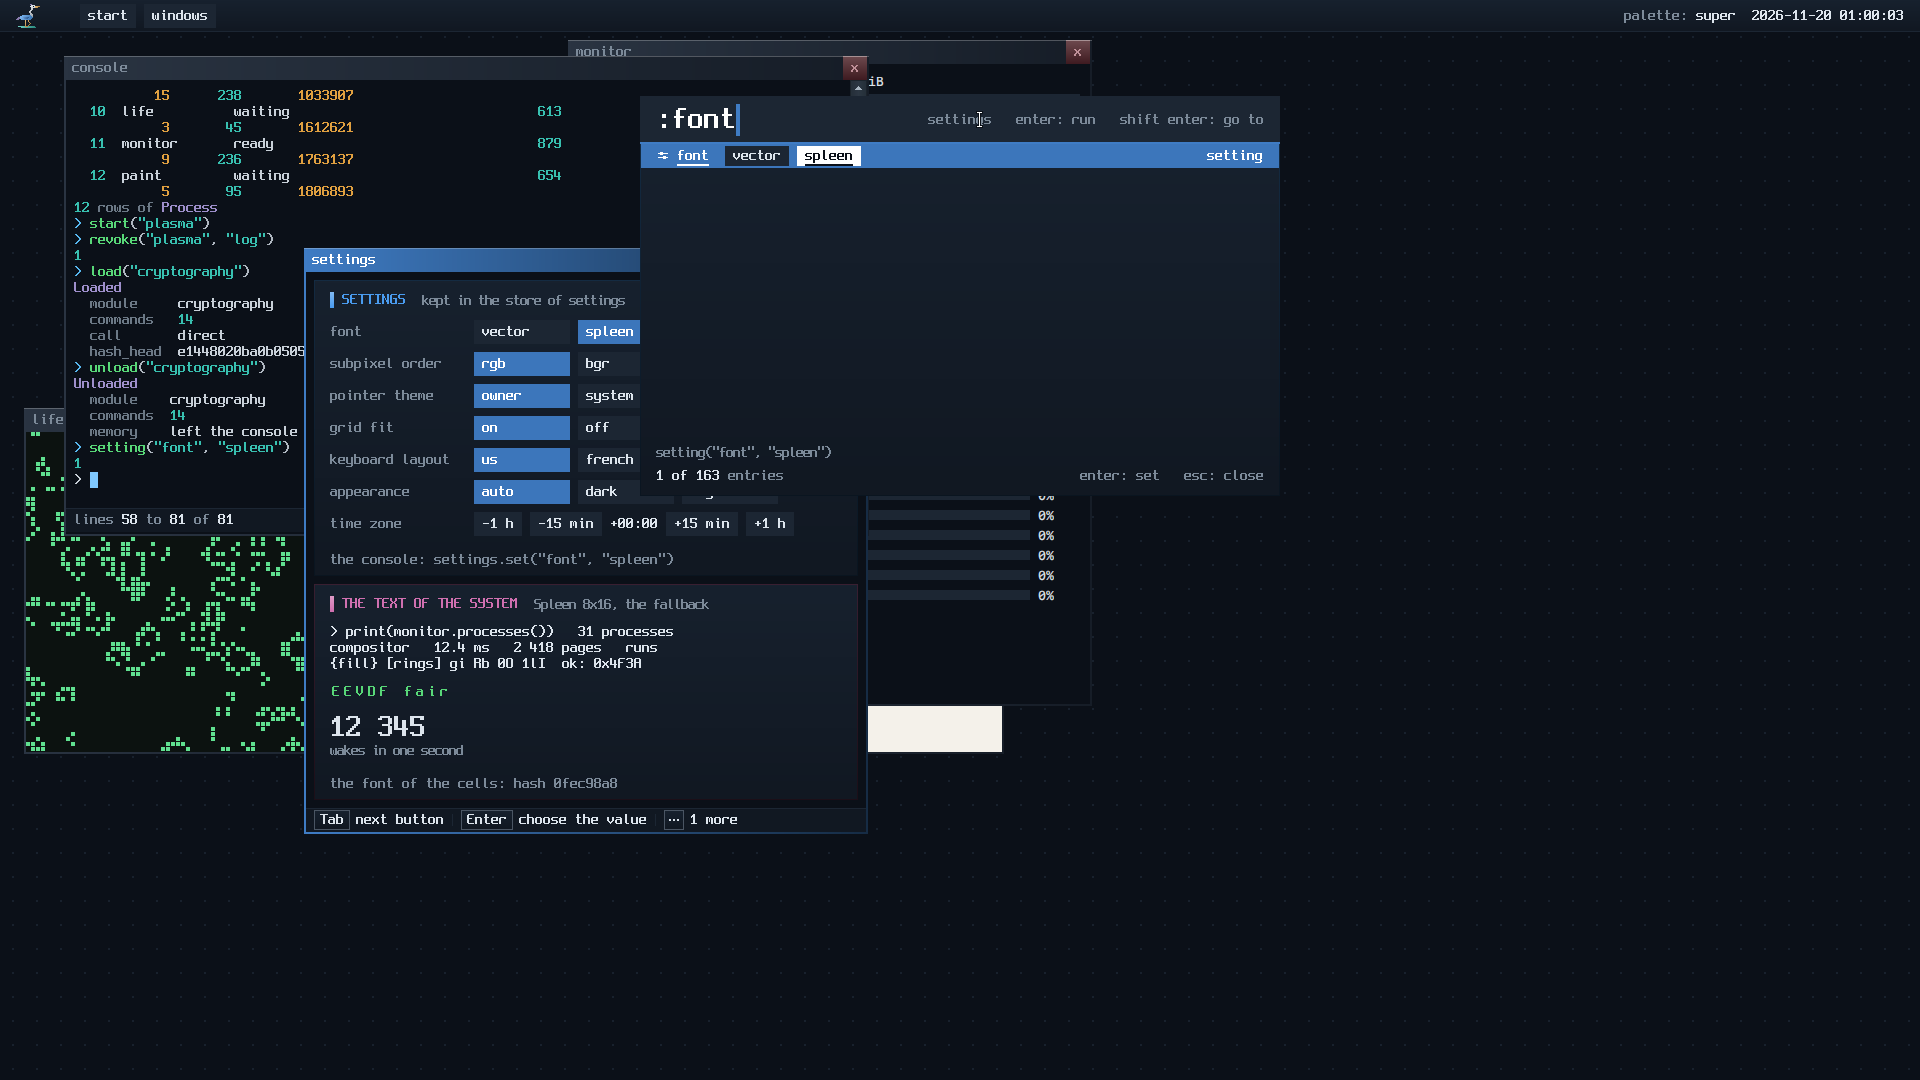 start windows palette: super 2026-11-20 01:00:03
monitor
iB
console
15 238 1033907
10 life waiting 613
3 45 1612621
11 monitor ready 879
9 236 1763137
12 paint waiting 654
5 95 1806893
12 rows of Process
> start("plasma")
> revoke("plasma", "log")
1
> load("cryptography")
Loaded
module cryptography
commands 14
call direct
hash_head e1448020ba0b0505
> unload("cryptography")
Unloaded
module cryptography
commands 14
memory left the console
> setting("font", "spleen")
1
>
lines 58 to 81 of 81
life
:font settings enter: run shift enter: go to
font vector spleen setting
setting("font", "spleen")
1 of 163 entries enter: set esc: close
settings
SETTINGS kept in the store of settings
font vector spleen
subpixel order rgb bgr
pointer theme owner system
grid fit on off
keyboard layout us french
appearance auto dark
time zone -1 h -15 min +00:00 +15 min +1 h
the console: settings.set("font", "spleen")
THE TEXT OF THE SYSTEM Spleen 8x16, the fallback
> print(monitor.processes()) 31 processes
compositor 12.4 ms 2 418 pages runs
{fill} [rings] gi Rb 0O 1lI ok: 0x4F3A
EEVDF fair
12 345
wakes in one second
the font of the cells: hash 0fec98a8
Tab next button Enter choose the value ... 1 more
0%
0%
0%
0%
0%
0%